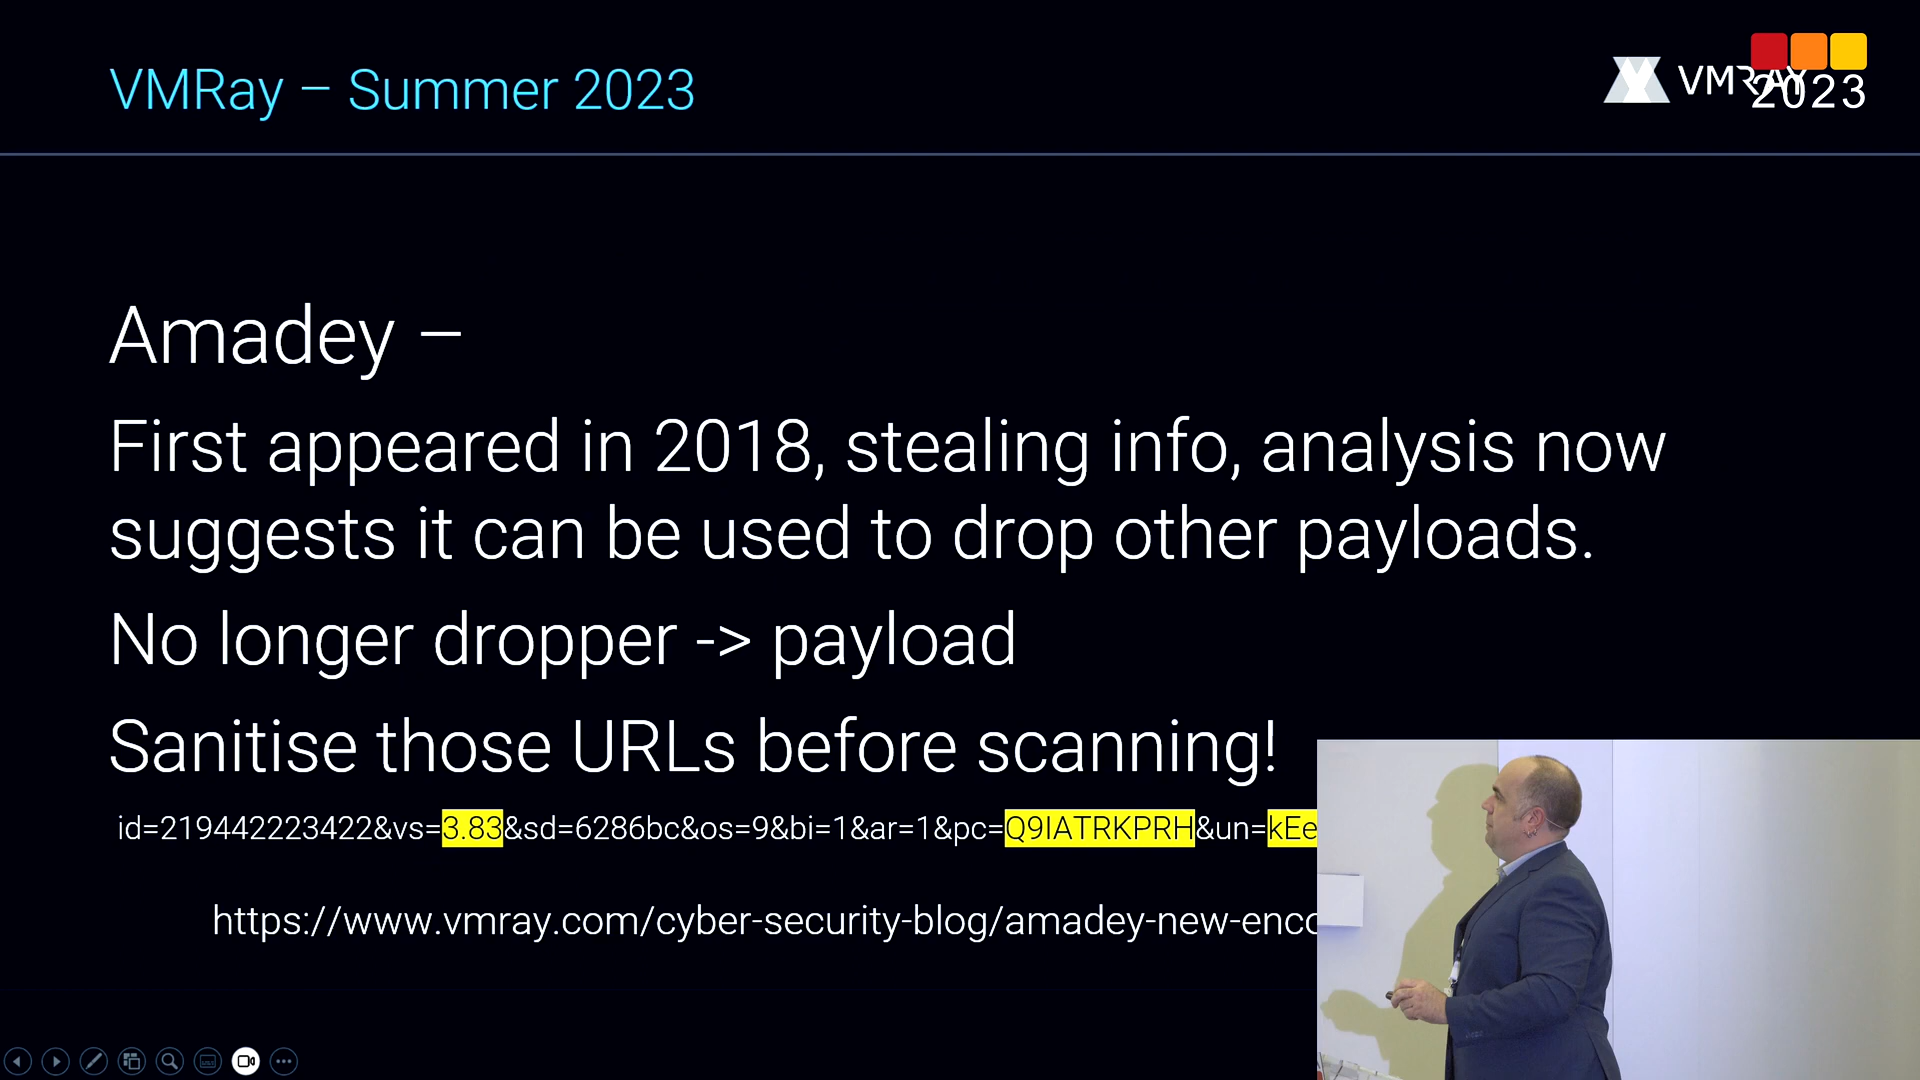 VMRay – Summer 2023
VMRAY
2023
Amadey –
First appeared in 2018, stealing info, analysis now
suggests it can be used to drop other payloads.
No longer dropper -> payload
Sanitise those URLs before scanning!
id=219442223422&vs=3.83&sd=6286bc&os=9&bi=1&ar=1&pc=Q9IATRKPRH&un=kEe
https://www.vmray.com/cyber-security-blog/amadey-new-enco